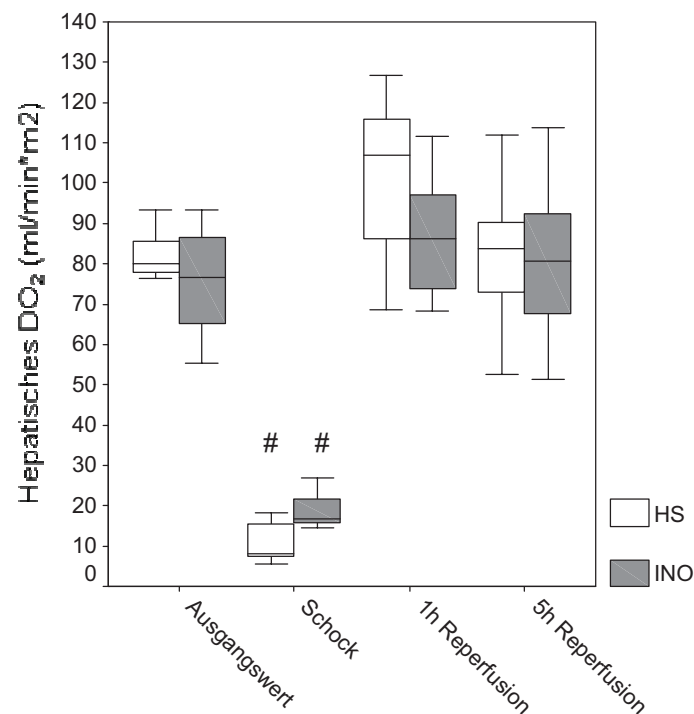 Hepatisches DO₂ (ml/min*m2)
140
130
120
110
100
90
80
70
60
50
40
30
20
10
0
# #
HS
INO
Ausgangswert
Schock
1h Reperfusion
5h Reperfusion